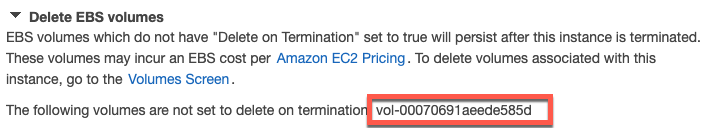 Delete EBS volumes
EBS volumes which do not have "Delete on Termination" set to true will persist after this instance is terminated.
These volumes may incur an EBS cost per Amazon EC2 Pricing. To delete volumes associated with this
instance, go to the Volumes Screen.
The following volumes are not set to delete on termination vol-00070691aeede585d